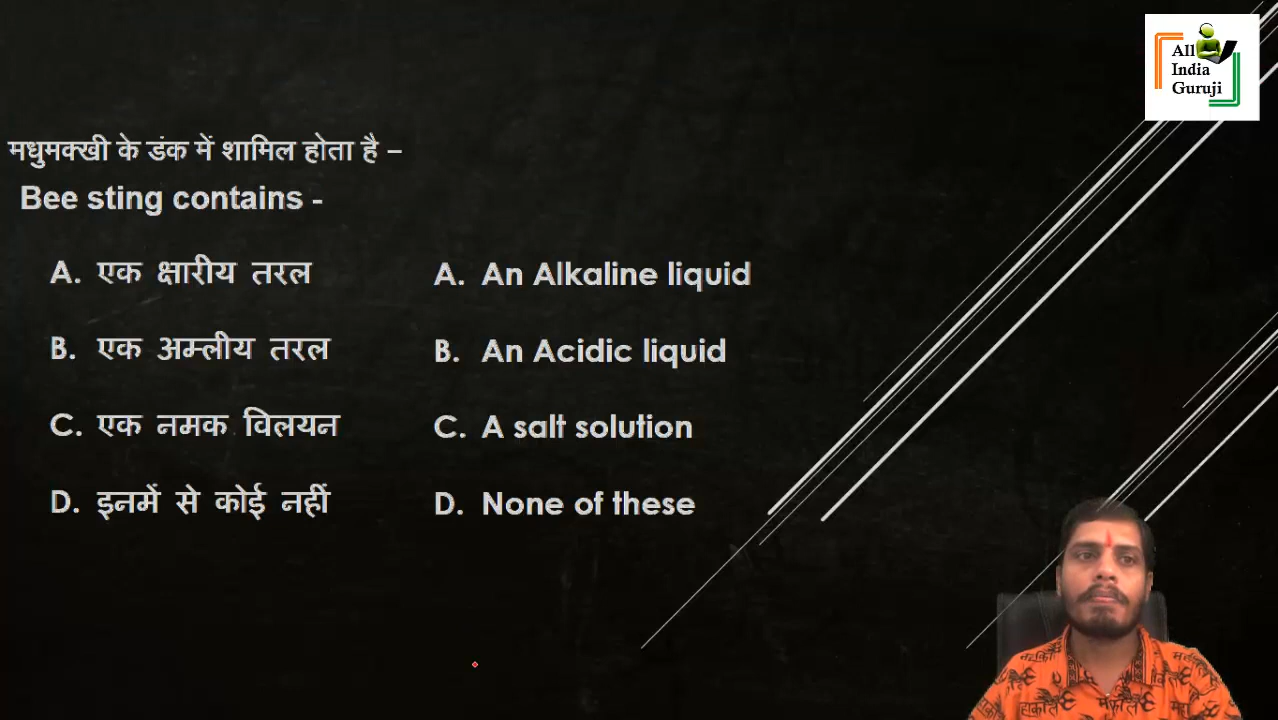 All
India
Guruji
मधुमक्खी के डंक में शामिल होता है –
Bee sting contains -
A. एक क्षारीय तरल
A. An Alkaline liquid
B. एक अम्लीय तरल
B. An Acidic liquid
C. एक नमक विलयन
C. A salt solution
D. इनमें से कोई नहीं
D. None of these